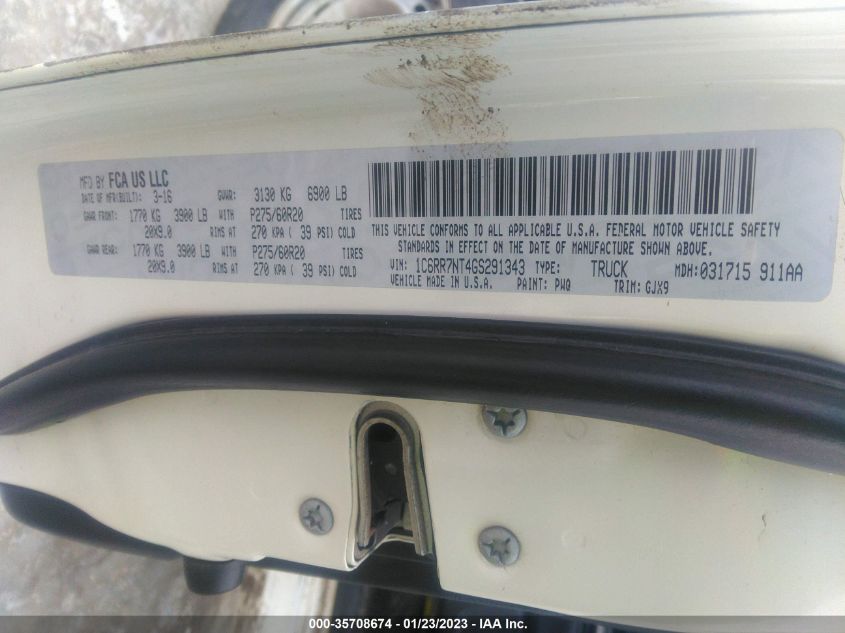 MFD BY FCA US LLC
DATE OF MFR(BUILT): 3-16 GVWR: 3130 KG 6900 LB
GAWR FRONT: 1770 KG 3900 LB WITH P275/60R20 TIRES
20X9.0 RIMS AT 270 KPA ( 39 PSI) COLD
GAWR REAR: 1770 KG 3900 LB WITH P275/60R20 TIRES
20X9.0 RIMS AT 270 KPA ( 39 PSI) COLD
THIS VEHICLE CONFORMS TO ALL APPLICABLE U.S.A. FEDERAL MOTOR VEHICLE SAFETY
STANDARDS IN EFFECT ON THE DATE OF MANUFACTURE SHOWN ABOVE.
VIN: 1C6RR7NT4GS291343 TYPE: TRUCK MDH: 031715 911AA
VEHICLE MADE IN U.S.A. PAINT: PWQ TRIM: GJX9
000-35708674 / 01/23/2023 - IAA Inc.